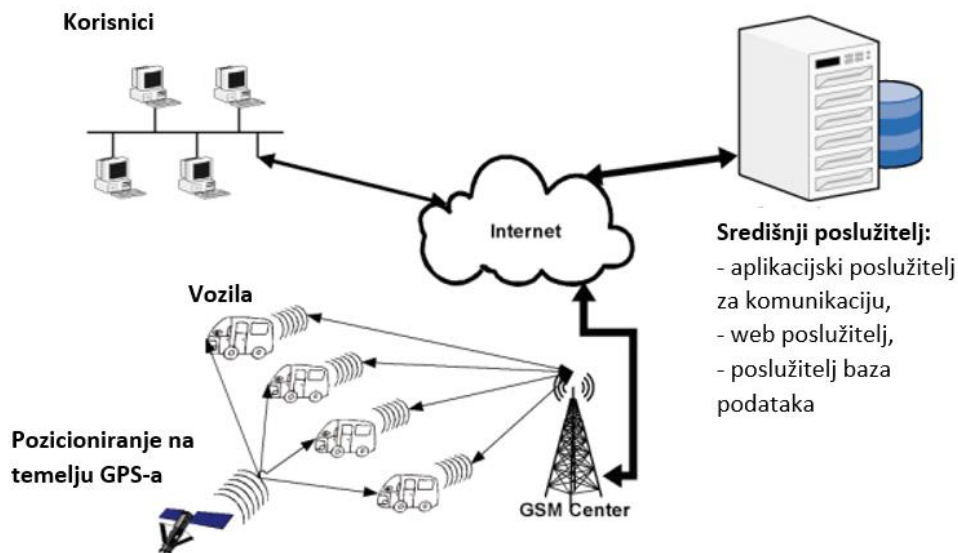 Korisnici
Internet
Središnji poslužitelj:
- aplikacijski poslužitelj
za komunikaciju,
- web poslužitelj,
- poslužitelj baza
podataka
Vozila
Pozicioniranje na
temelju GPS-a
GSM Center